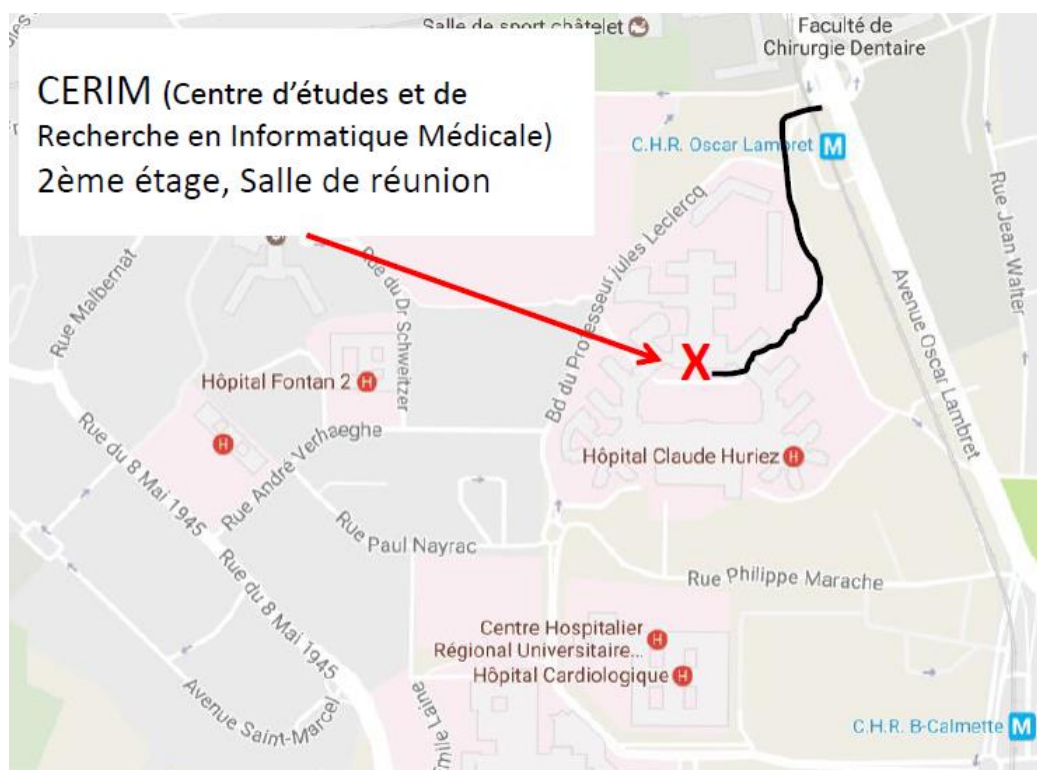 Salle de sport châtelet
Faculté de
Chirurgie Dentaire
CERIM (Centre d'études et de
Recherche en Informatique Médicale)
2ème étage, Salle de réunion
C.H.R. Oscar Lambret M
Rue Jean Walter
Bd du Professeur Jules Leclercq
Rue Malbernat
Rue du Dr Schweitzer
X
Avenue Oscar Lambret
Hôpital Fontan 2 H
H
Rue André Verhaeghe
Hôpital Claude Huriez H
Rue du 8 Mai 1945
Rue Paul Nayrac
Rue du 8 Mai 1945
Rue Philippe Marache
Centre Hospitalier
Régional Universitaire... H
Hôpital Cardiologique H
Avenue Saint-Marcel
C.H.R. B-Calmette M